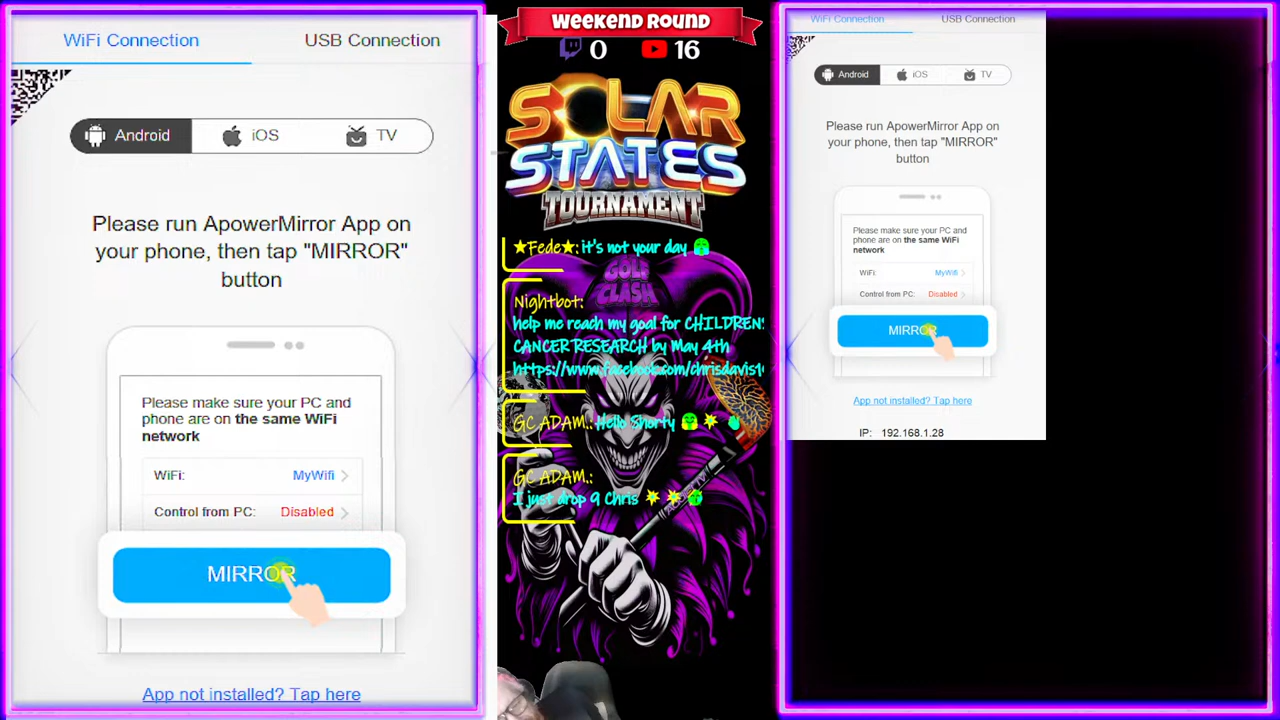 WiFi Connection
USB Connection
Android
iOS
TV
Please run ApowerMirror App on
your phone, then tap "MIRROR"
button
Please make sure your PC and
phone are on the same WiFi
network
WiFi: MyWifi
Control from PC: Disabled
MIRROR
App not installed? Tap here
WEEKEND ROUND
0
16
SOLAR
STATES
TOURNAMENT
★Fede★: it's not your day
GOLF
CLASH
Nightbot:
help me reach my goal for CHILDREN'S
CANCER RESEARCH by May 4th
https://www.facebook.com/chrisdavis1
GC ADAM.: Hello Shorty
GC ADAM.:
I just drop 9 Chris
WiFi Connection
USB Connection
Android
iOS
TV
Please run ApowerMirror App on
your phone, then tap "MIRROR"
button
Please make sure your PC and
phone are on the same WiFi
network
WiFi: MyWifi
Control from PC: Disabled
MIRROR
App not installed? Tap here
IP: 192.168.1.28